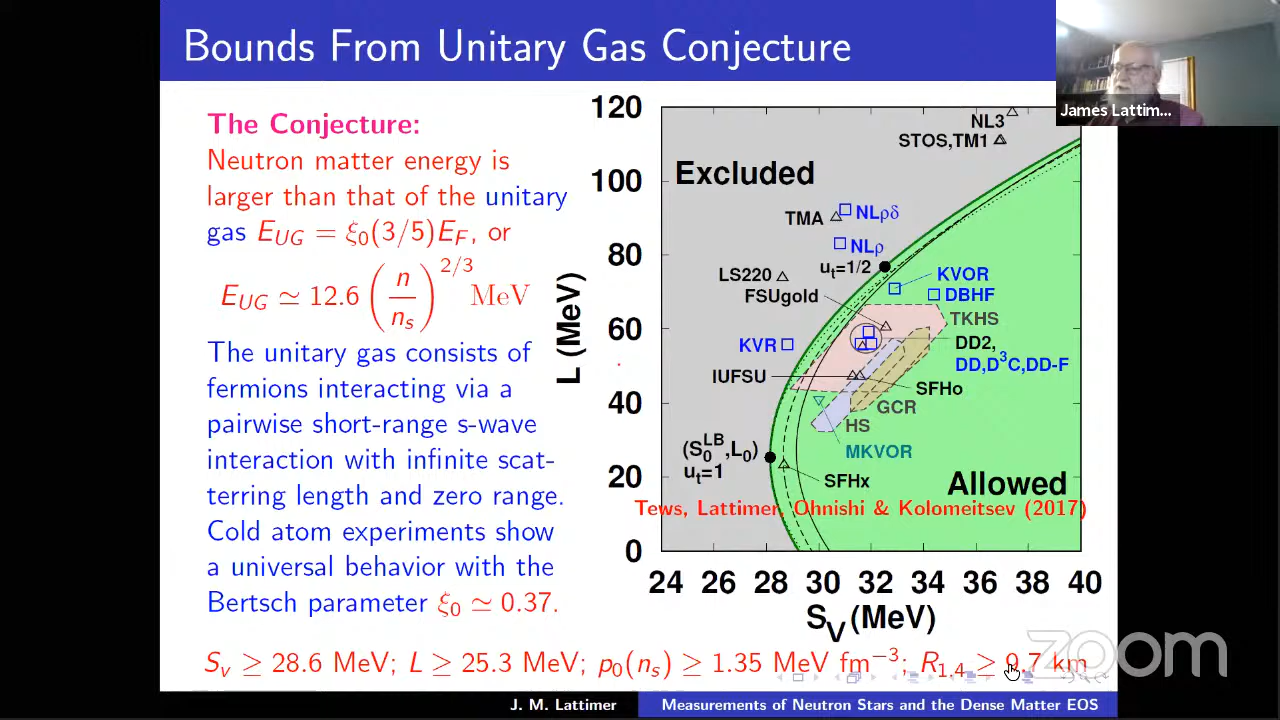 Bounds From Unitary Gas Conjecture
James Lattim...
The Conjecture:
Neutron matter energy is
larger than that of the unitary
gas E_UG = ξ₀(3/5)E_F, or
E_UG ≃ 12.6 (n/n_s)^2/3 MeV
The unitary gas consists of
fermions interacting via a
pairwise short-range s-wave
interaction with infinite scat-
terring length and zero range.
Cold atom experiments show
a universal behavior with the
Bertsch parameter ξ₀ ≃ 0.37.
120
100
80
60
40
20
0
L (MeV)
Excluded
NL3
STOS,TM1
TMA
NLρδ
NLρ
LS220
u_t=1/2
KVOR
FSUgold
DBHF
TKHS
KVR
DD2,
DD,D³C,DD-F
IUFSU
SFHo
GCR
HS
MKVOR
(S₀^LB,L₀)
u_t=1
SFHx
Allowed
Tews, Lattimer, Ohnishi & Kolomeitsev (2017)
24 26 28 30 32 34 36 38 40
S_V (MeV)
S_v ≥ 28.6 MeV; L ≥ 25.3 MeV; p₀(n_s) ≥ 1.35 MeV fm⁻³; R₁.₄ ≥ 9.7 km
zoom
J. M. Lattimer
Measurements of Neutron Stars and the Dense Matter EOS